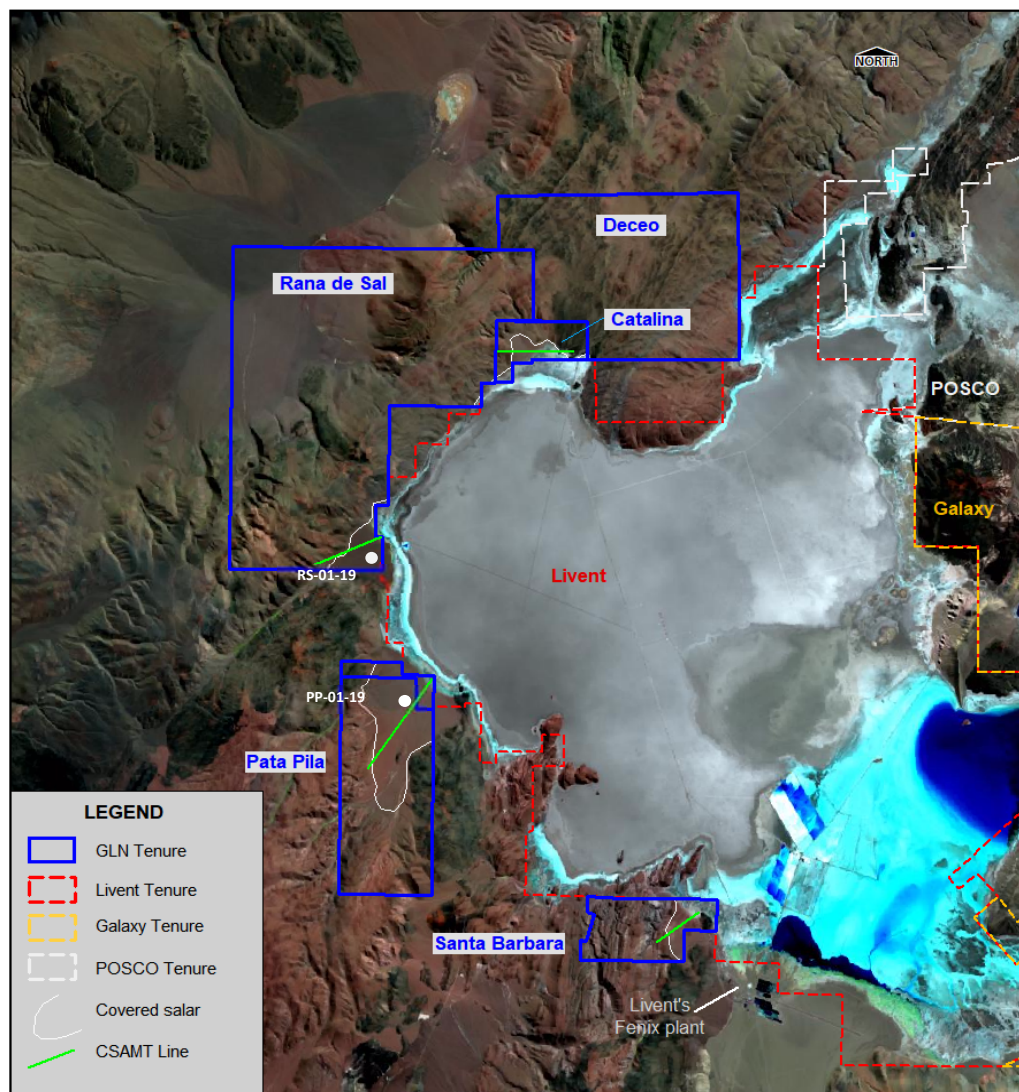 NORTH
Deceo
Rana de Sal
Catalina
POSCO
Galaxy
Livent
RS-01-19
PP-01-19
Pata Pila
LEGEND
GLN Tenure
Livent Tenure
Galaxy Tenure
POSCO Tenure
Covered salar
CSAMT Line
Santa Barbara
Livent's
Fenix plant